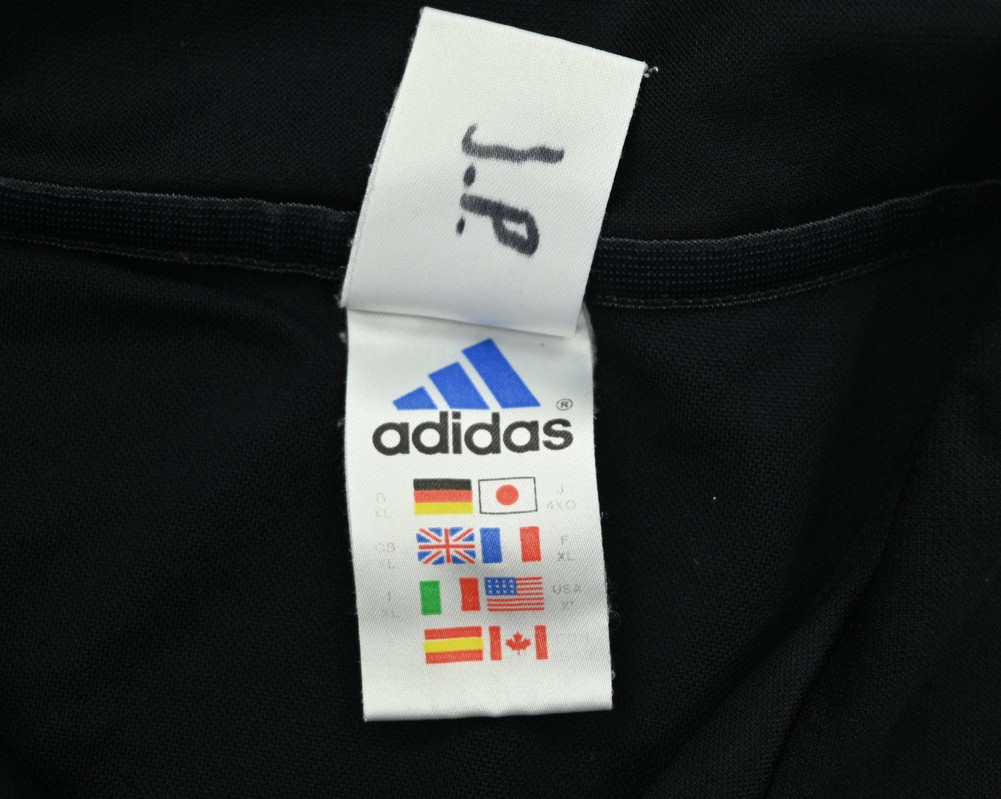 J.P.
adidas®
D J
XL 4XO
GB F
XL XL
I USA
XL XL